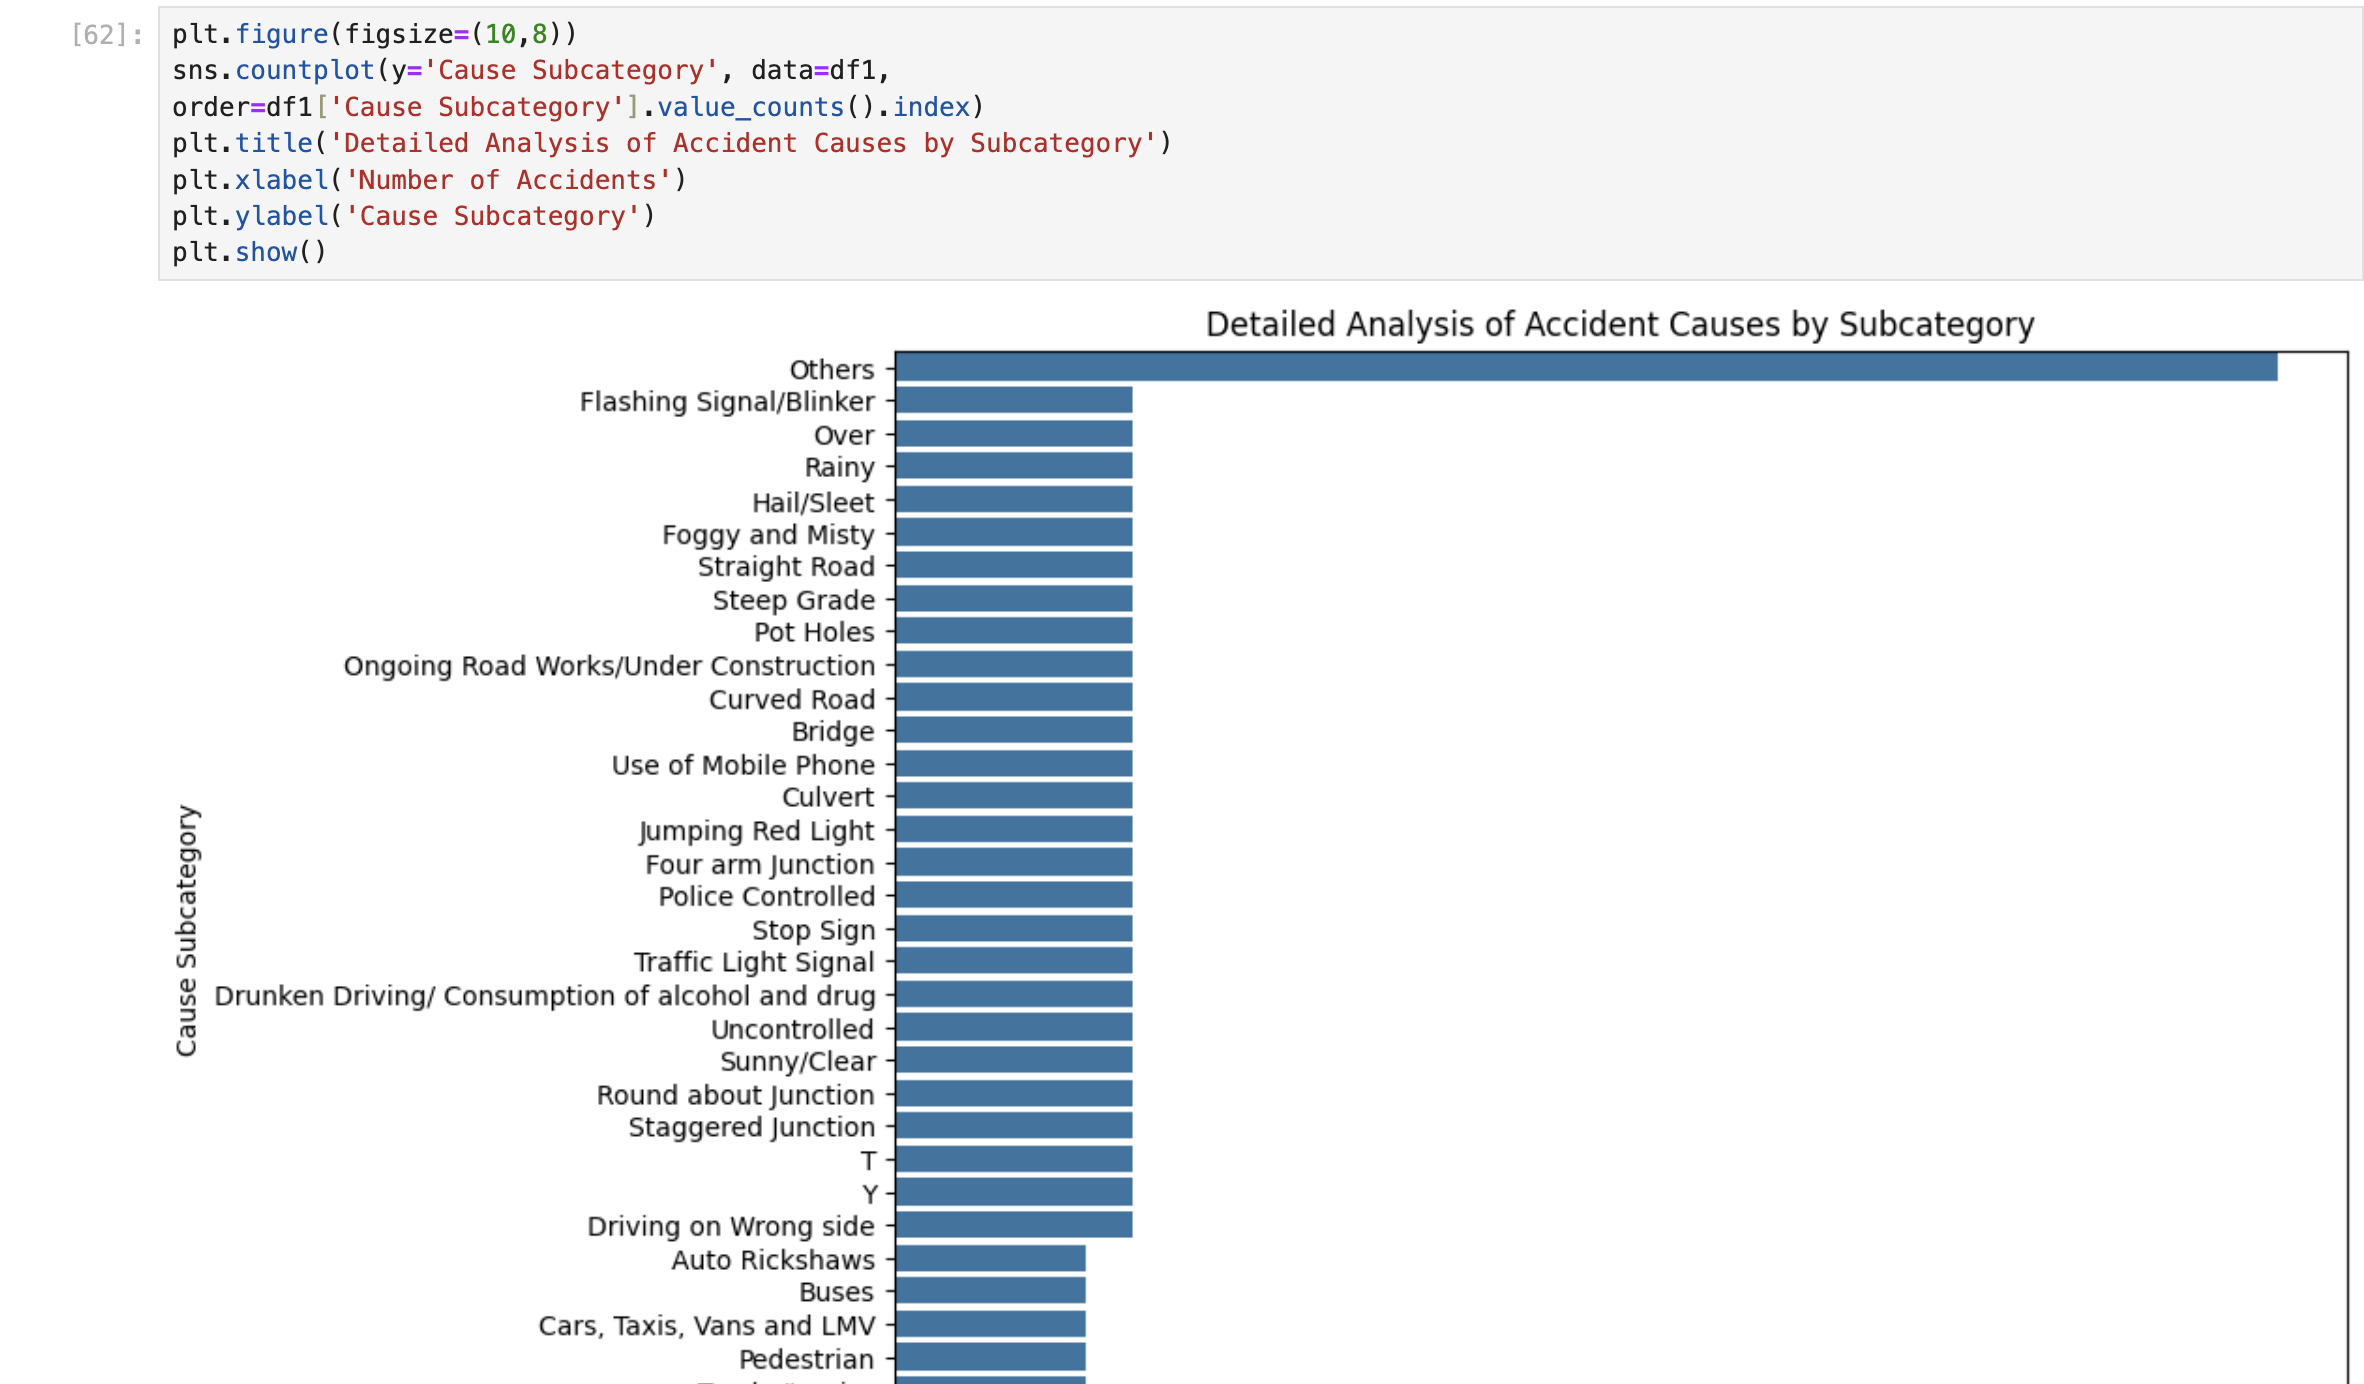 [62]:
plt.figure(figsize=(10,8))
sns.countplot(y='Cause Subcategory', data=df1,
order=df1['Cause Subcategory'].value_counts().index)
plt.title('Detailed Analysis of Accident Causes by Subcategory')
plt.xlabel('Number of Accidents')
plt.ylabel('Cause Subcategory')
plt.show()
Detailed Analysis of Accident Causes by Subcategory
Cause Subcategory
Others
Flashing Signal/Blinker
Over
Rainy
Hail/Sleet
Foggy and Misty
Straight Road
Steep Grade
Pot Holes
Ongoing Road Works/Under Construction
Curved Road
Bridge
Use of Mobile Phone
Culvert
Jumping Red Light
Four arm Junction
Police Controlled
Stop Sign
Traffic Light Signal
Drunken Driving/ Consumption of alcohol and drug
Uncontrolled
Sunny/Clear
Round about Junction
Staggered Junction
T
Y
Driving on Wrong side
Auto Rickshaws
Buses
Cars, Taxis, Vans and LMV
Pedestrian